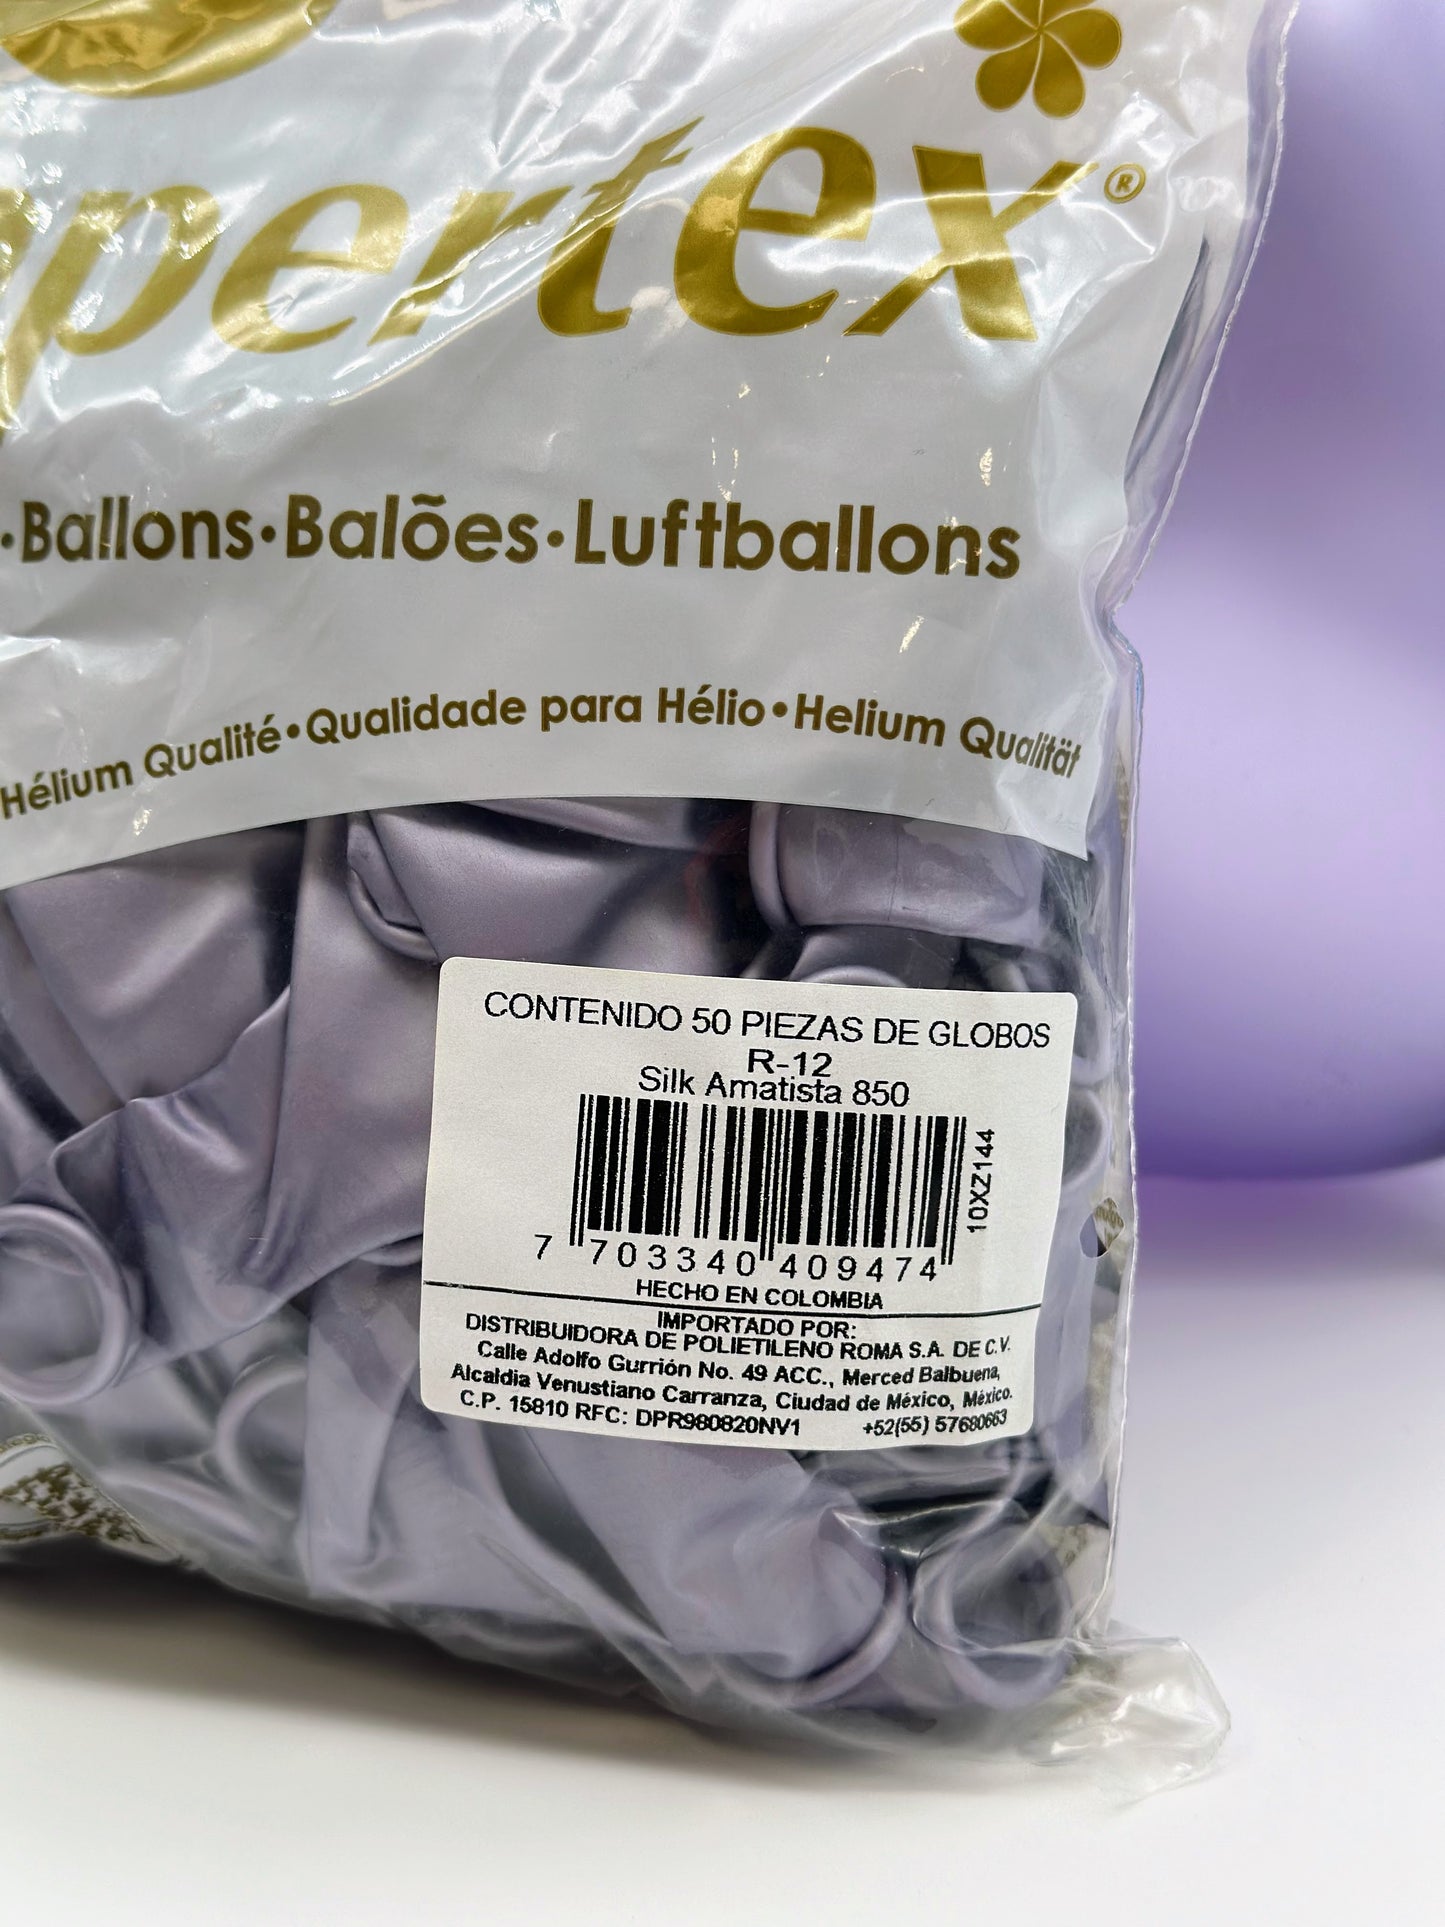 pertex®
·Ballons·Balões·Luftballons
Hélium Qualité·Qualidade para Hélio·Helium Qualität
CONTENIDO 50 PIEZAS DE GLOBOS
R-12
Silk Amatista 850
10XZ144
7 703340 409474
HECHO EN COLOMBIA
IMPORTADO POR:
DISTRIBUIDORA DE POLIETILENO ROMA S.A. DE C.V.
Calle Adolfo Gurrión No. 49 ACC., Merced Balbuena,
Alcaldia Venustiano Carranza, Ciudad de México, México.
C.P. 15810 RFC: DPR980820NV1 +52(55) 57680663